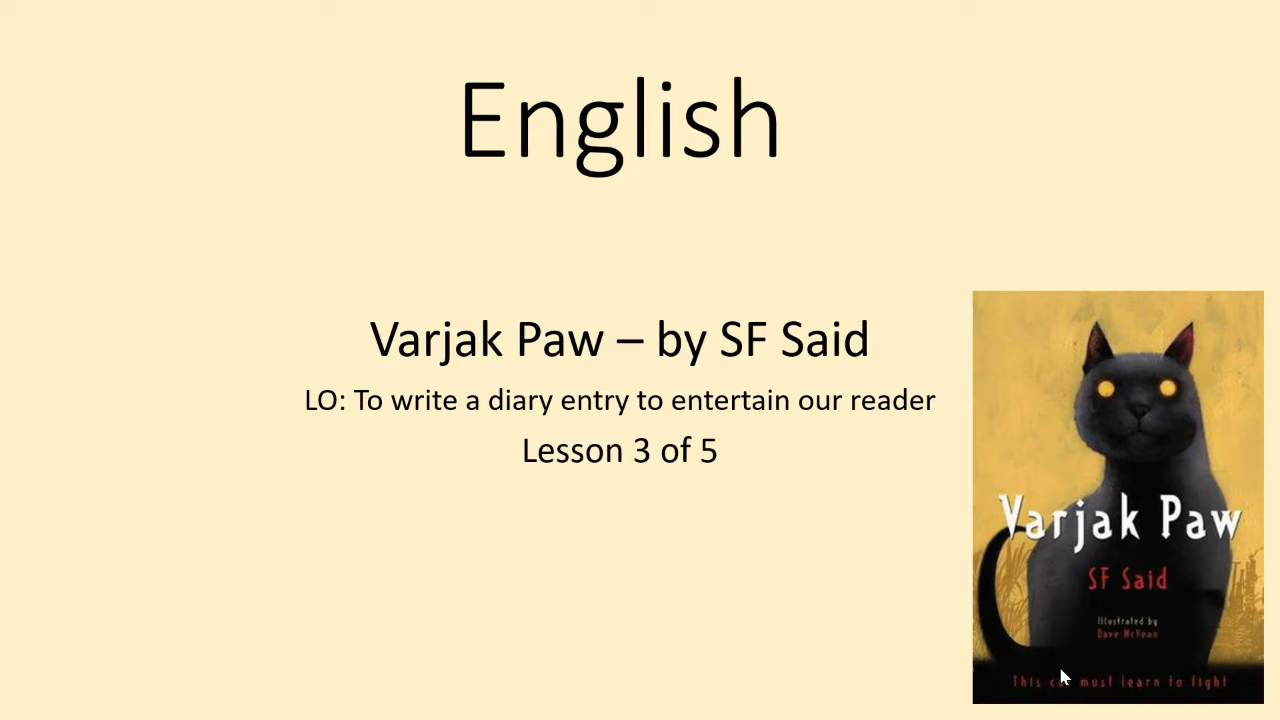 English
Varjak Paw – by SF Said
LO: To write a diary entry to entertain our reader
Lesson 3 of 5
Varjak Paw
SF Said
Illustrated by
Dave McKean
This must learn to fight